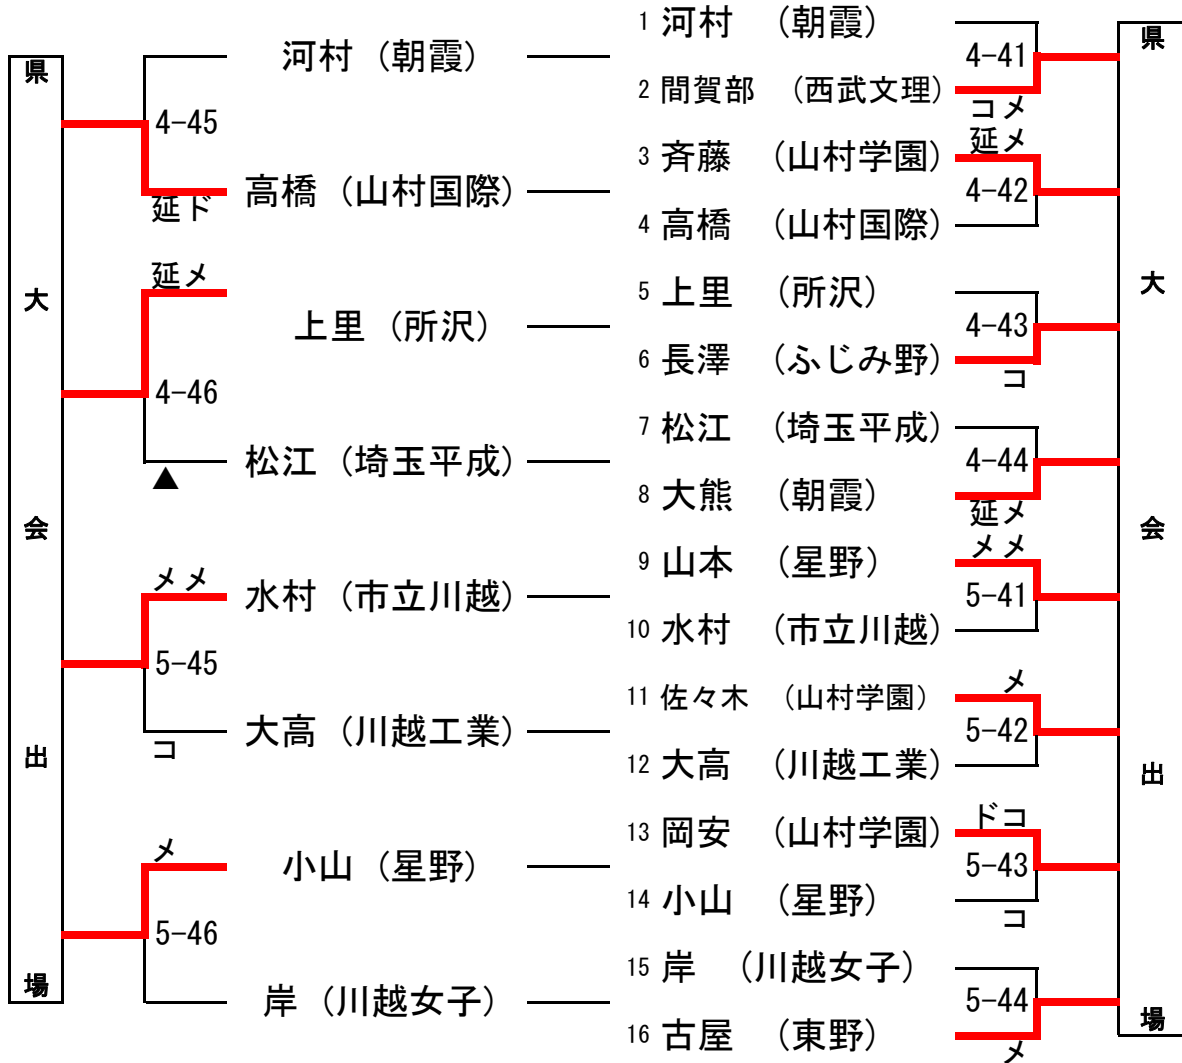 県大会出場
河村（朝霞）
4-45
高橋（山村国際）
延ド
延メ
上里（所沢）
4-46
松江（埼玉平成）
▲
メメ
水村（市立川越）
5-45
大高（川越工業）
コ
メ
小山（星野）
5-46
岸（川越女子）
1 河村 （朝霞）
4-41
2 間賀部 （西武文理）
コメ
延メ
3 斉藤 （山村学園）
4-42
4 高橋 （山村国際）
5 上里 （所沢）
4-43
6 長澤 （ふじみ野）
コ
7 松江 （埼玉平成）
4-44
8 大熊 （朝霞）
延メ
メメ
9 山本 （星野）
5-41
10 水村 （市立川越）
メ
11 佐々木 （山村学園）
5-42
12 大高 （川越工業）
ドコ
13 岡安 （山村学園）
5-43
14 小山 （星野）
コ
15 岸 （川越女子）
5-44
16 古屋 （東野）
メ
県大会出場